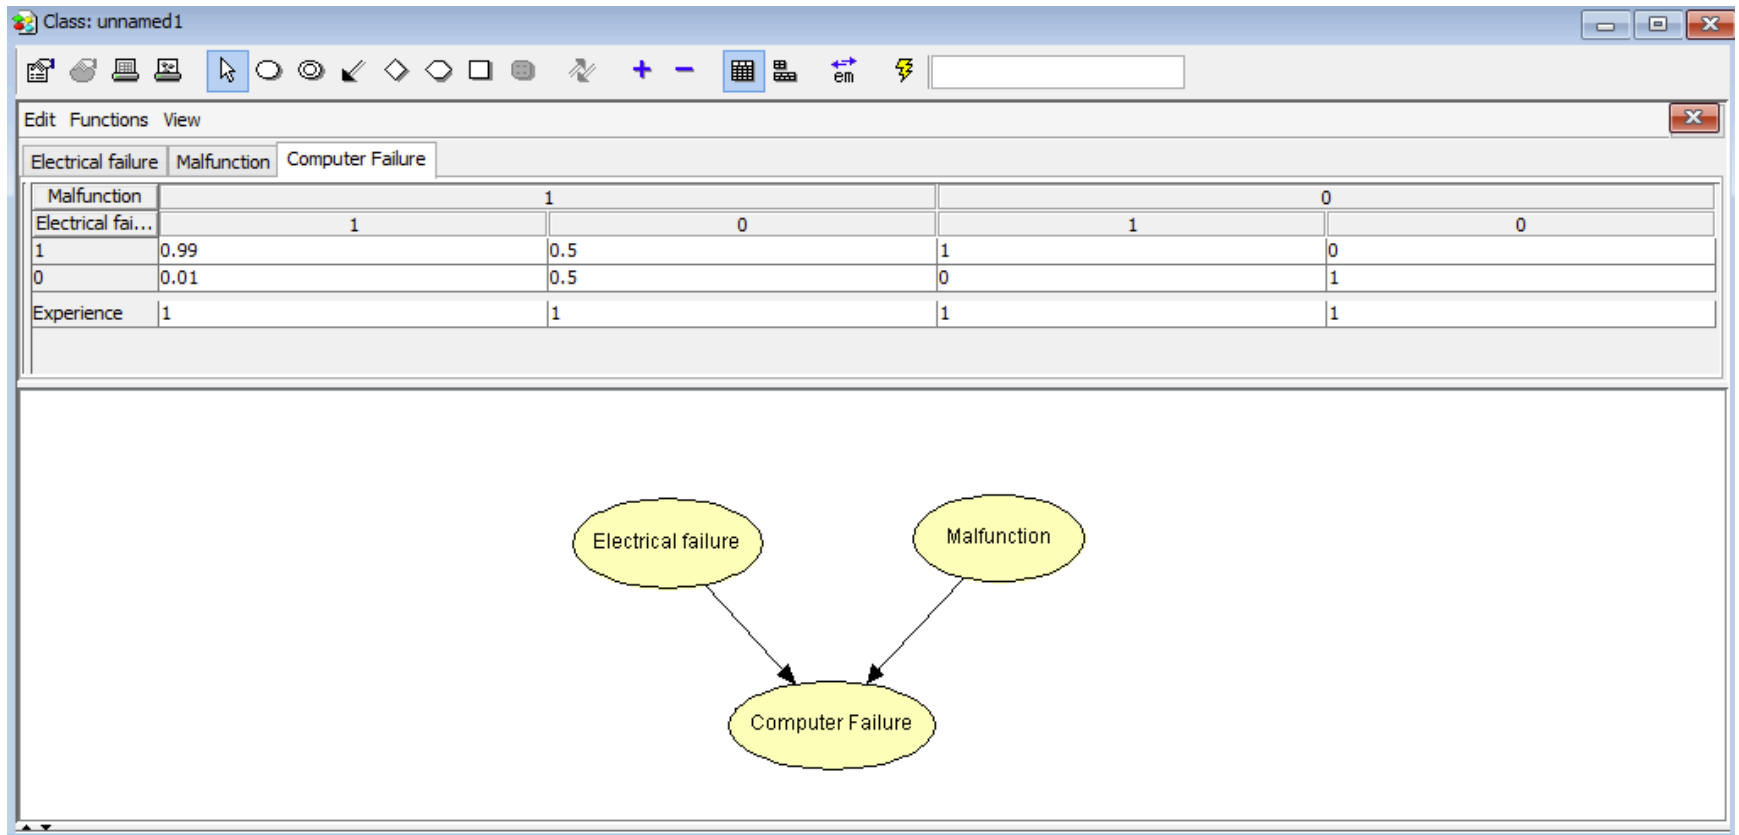 Class: unnamed1
em
Edit Functions View
Electrical failure Malfunction Computer Failure
Malfunction 1 0
Electrical fai... 1 0 1 0
1 0.99 0.5 1 0
0 0.01 0.5 0 1
Experience 1 1 1 1
Electrical failure Malfunction
Computer Failure